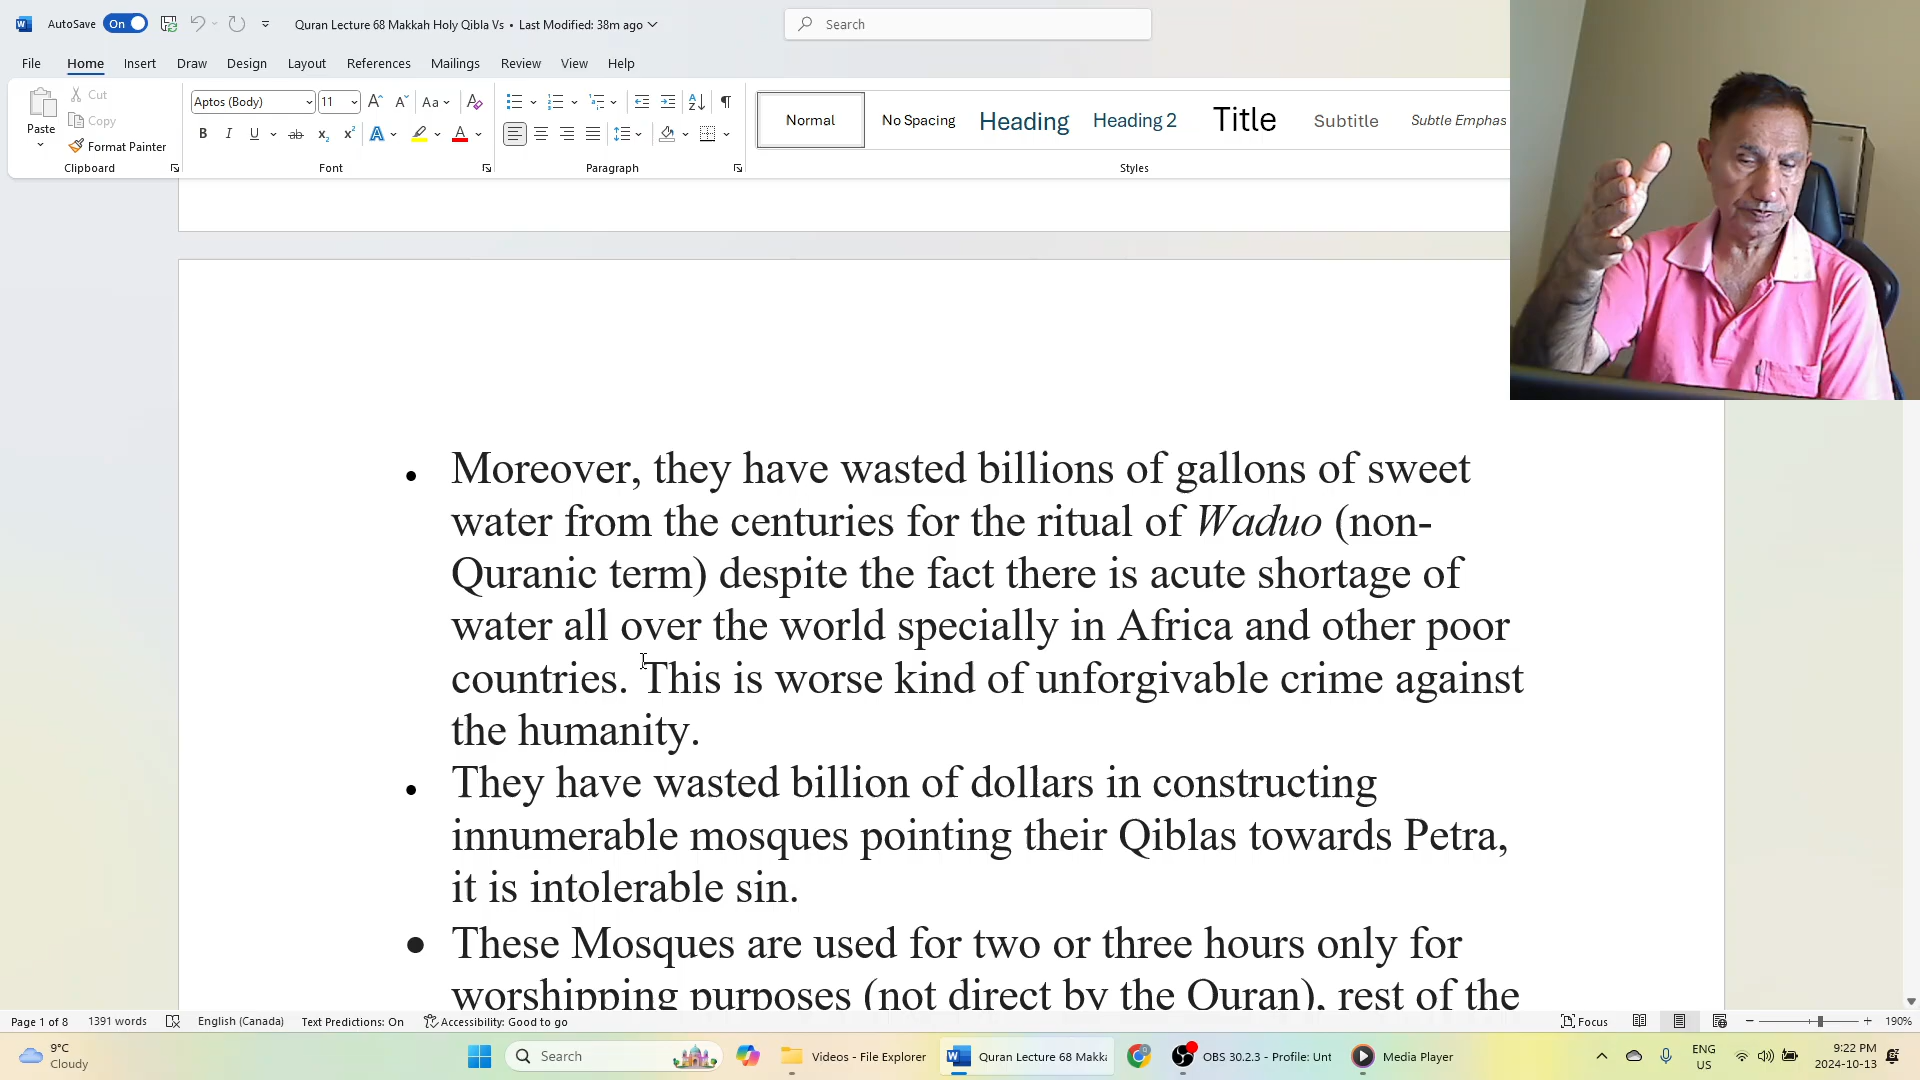 AutoSave On Quran Lecture 68 Makkah Holy Qibla Vs • Last Modified: 38m ago Search
File Home Insert Draw Design Layout References Mailings Review View Help
Paste Cut Copy Format Painter
Aptos (Body) 11 Aa
Normal No Spacing Heading Heading 2 Title Subtitle Subtle Emphas
Clipboard Font Paragraph Styles
• Moreover, they have wasted billions of gallons of sweet
water from the centuries for the ritual of Waduo (non-
Quranic term) despite the fact there is acute shortage of
water all over the world specially in Africa and other poor
countries. This is worse kind of unforgivable crime against
the humanity.
• They have wasted billion of dollars in constructing
innumerable mosques pointing their Qiblas towards Petra,
it is intolerable sin.
● These Mosques are used for two or three hours only for
worshipping purposes (not direct by the Quran), rest of the
Page 1 of 8 1391 words English (Canada) Text Predictions: On Accessibility: Good to go Focus 190%
9°C
Cloudy
Search Videos - File Explorer Quran Lecture 68 Makka OBS 30.2.3 - Profile: Unt Media Player
ENG
US
9:22 PM
2024-10-13